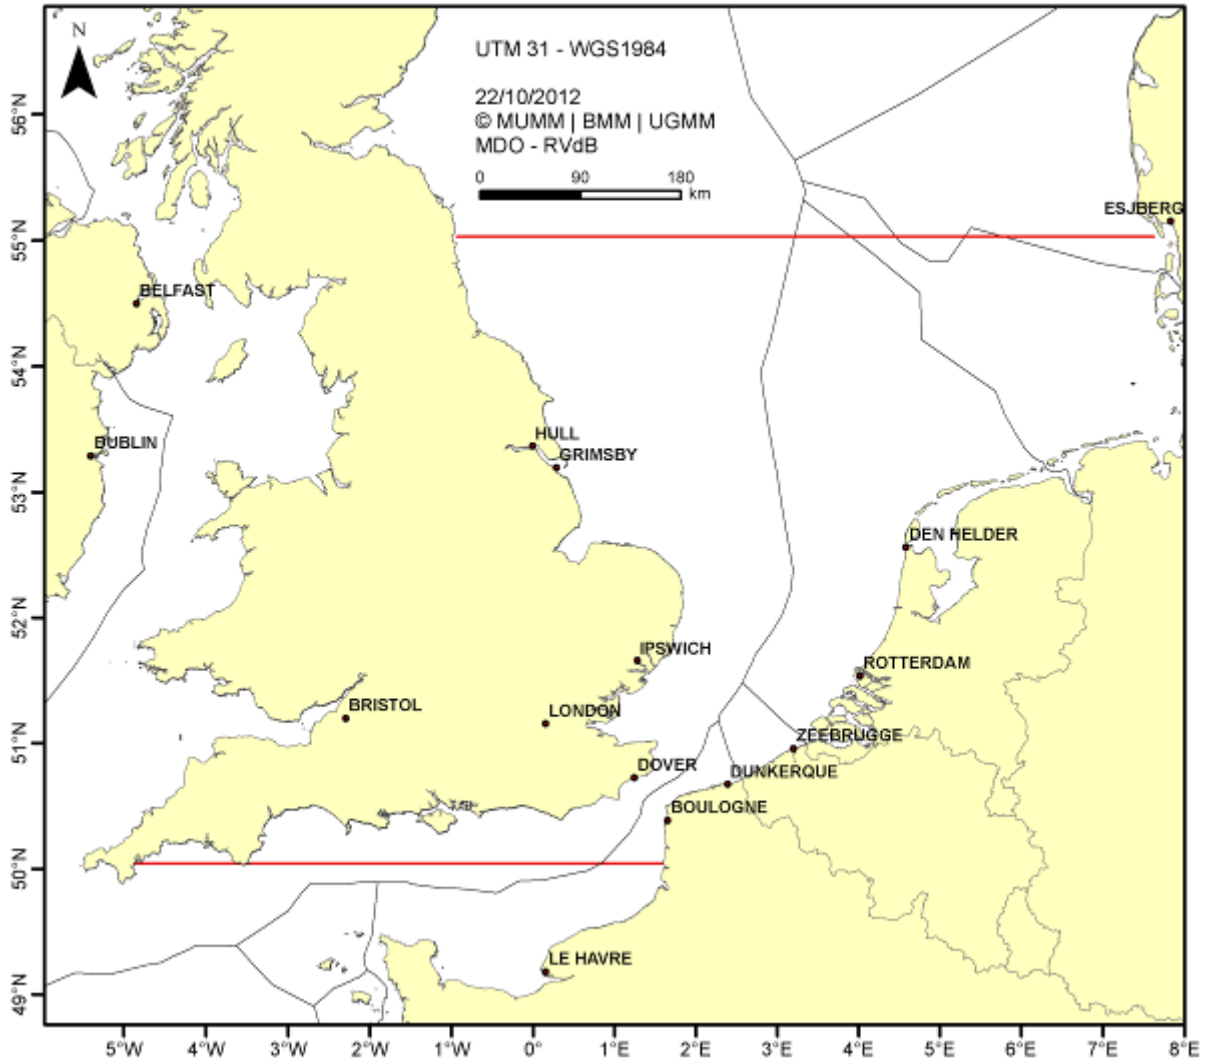 N
UTM 31 - WGS1984
22/10/2012
© MUMM | BMM | UGMM
MDO - RVdB
0 90 180
km
56°N
55°N
54°N
53°N
52°N
51°N
50°N
49°N
ESJBERG
BELFAST
DUBLIN
HULL
GRIMSBY
DEN HELDER
IPSWICH
ROTTERDAM
BRISTOL
LONDON
ZEEBRUGGE
DOVER
DUNKERQUE
BOULOGNE
LE HAVRE
5°W 4°W 3°W 2°W 1°W 0° 1°E 2°E 3°E 4°E 5°E 6°E 7°E 8°E